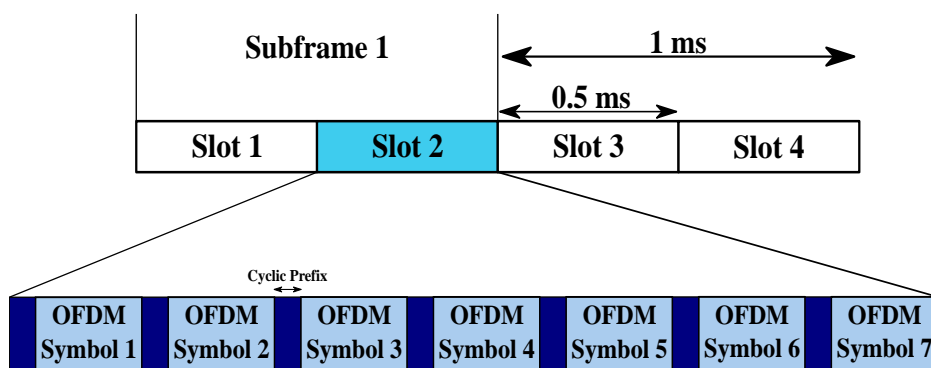 Subframe 1
1 ms
0.5 ms
Slot 1
Slot 2
Slot 3
Slot 4
Cyclic Prefix
OFDM
Symbol 1
OFDM
Symbol 2
OFDM
Symbol 3
OFDM
Symbol 4
OFDM
Symbol 5
OFDM
Symbol 6
OFDM
Symbol 7